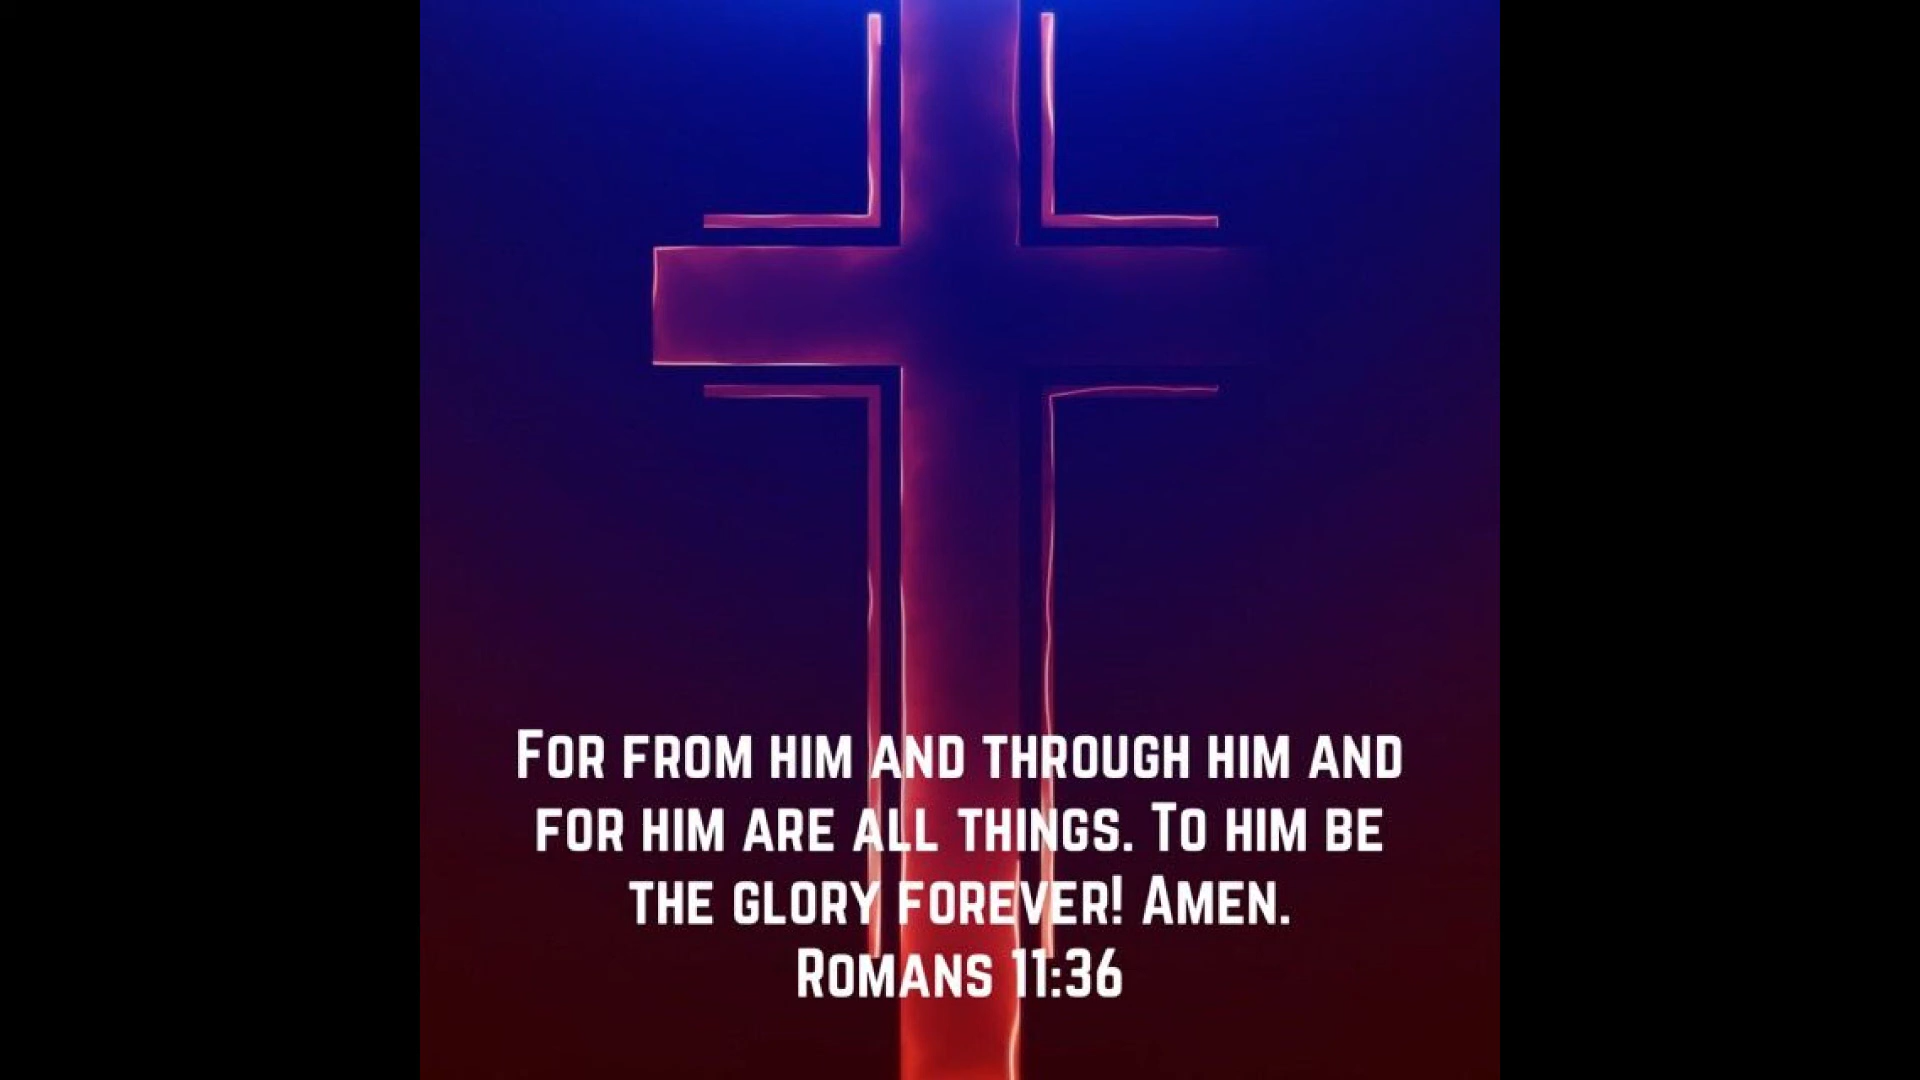 For from him and through him and
for him are all things. To him be
the glory forever! Amen.
Romans 11:36